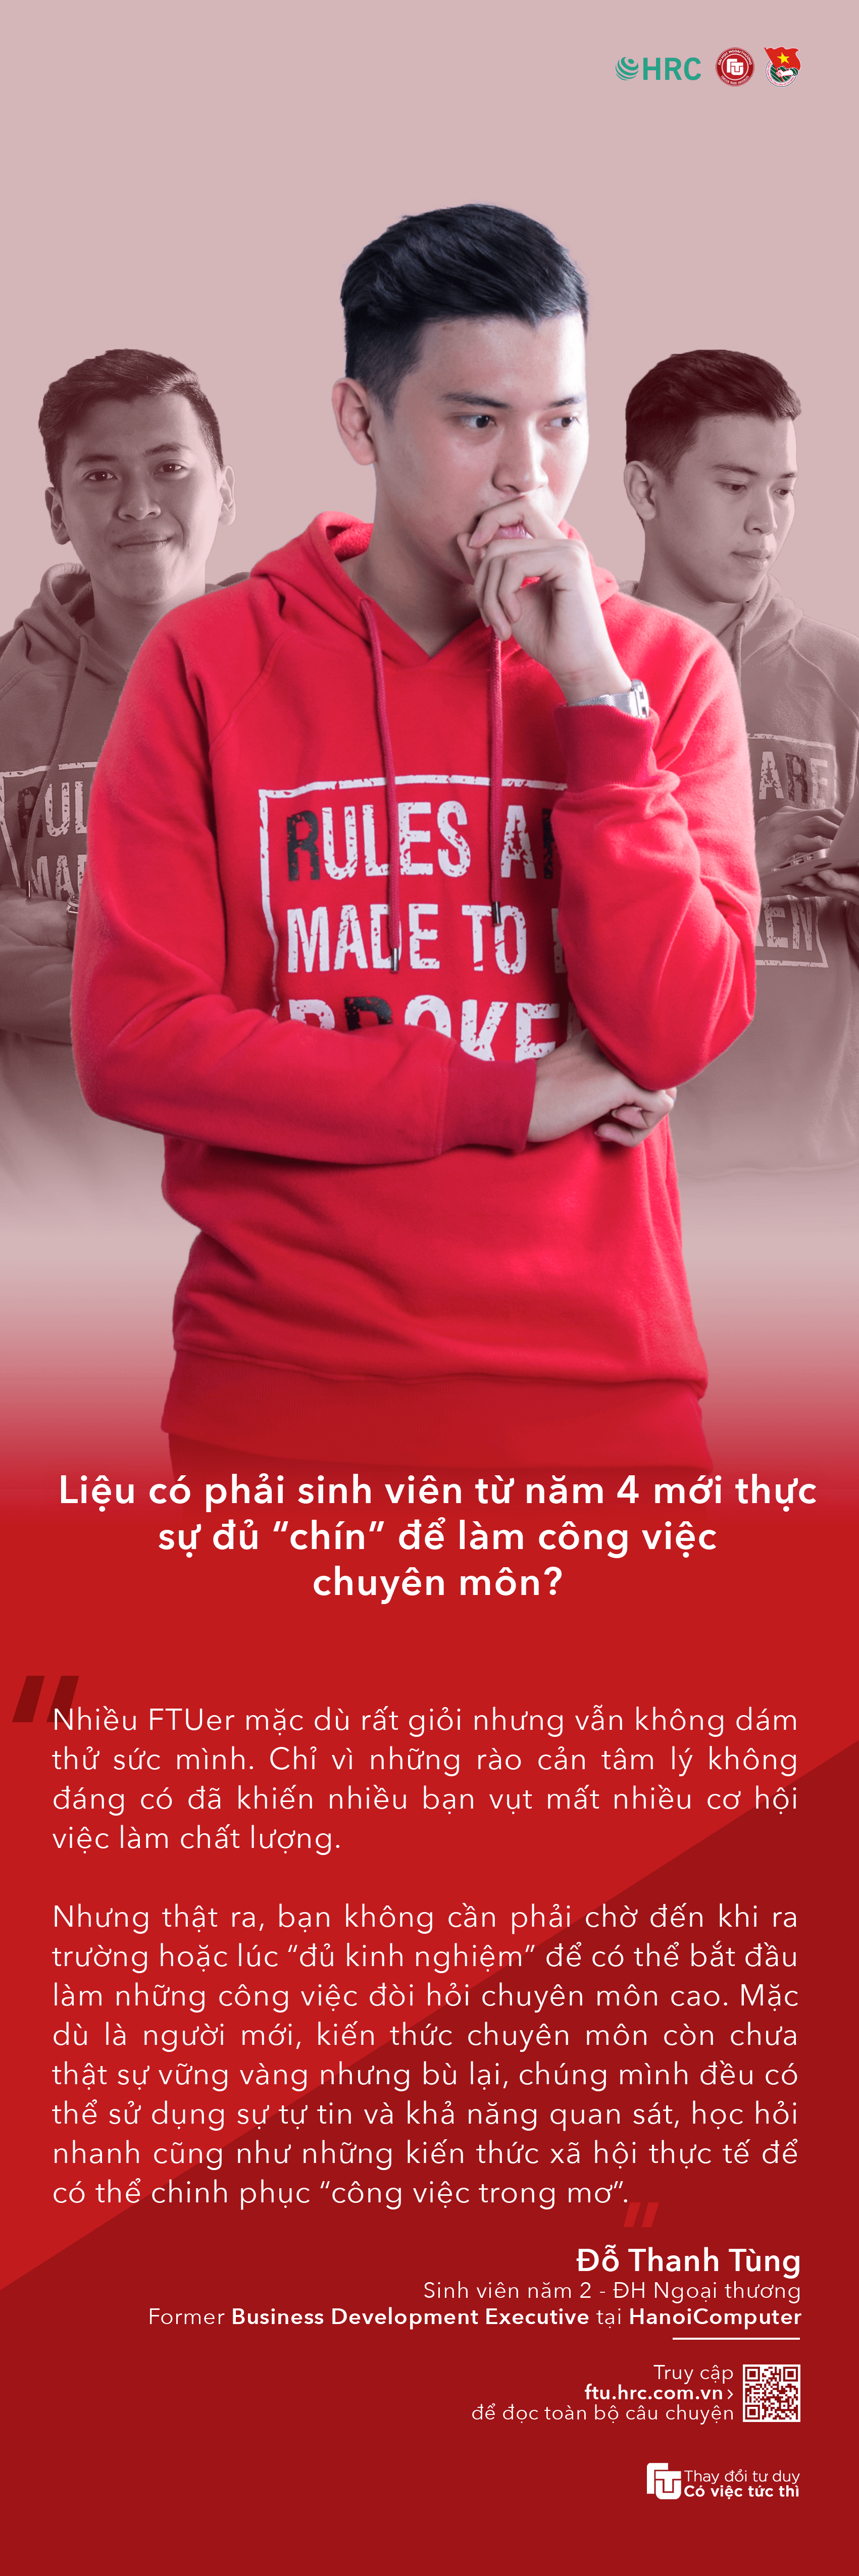 HRC
RULES AR
MADE TO
BROKEN
RUL
MA
ARE
KEN
Liệu có phải sinh viên từ năm 4 mới thực
sự đủ “chín” để làm công việc
chuyên môn?
Nhiều FTUer mặc dù rất giỏi nhưng vẫn không dám
thử sức mình. Chỉ vì những rào cản tâm lý không
đáng có đã khiến nhiều bạn vụt mất nhiều cơ hội
việc làm chất lượng.
Nhưng thật ra, bạn không cần phải chờ đến khi ra
trường hoặc lúc “đủ kinh nghiệm” để có thể bắt đầu
làm những công việc đòi hỏi chuyên môn cao. Mặc
dù là người mới, kiến thức chuyên môn còn chưa
thật sự vững vàng nhưng bù lại, chúng mình đều có
thể sử dụng sự tự tin và khả năng quan sát, học hỏi
nhanh cũng như những kiến thức xã hội thực tế để
có thể chinh phục “công việc trong mơ”.
Đỗ Thanh Tùng
Sinh viên năm 2 - ĐH Ngoại thương
Former Business Development Executive tại HanoiComputer
Truy cập
ftu.hrc.com.vn›
để đọc toàn bộ câu chuyện
Thay đổi tư duy
Có việc tức thì